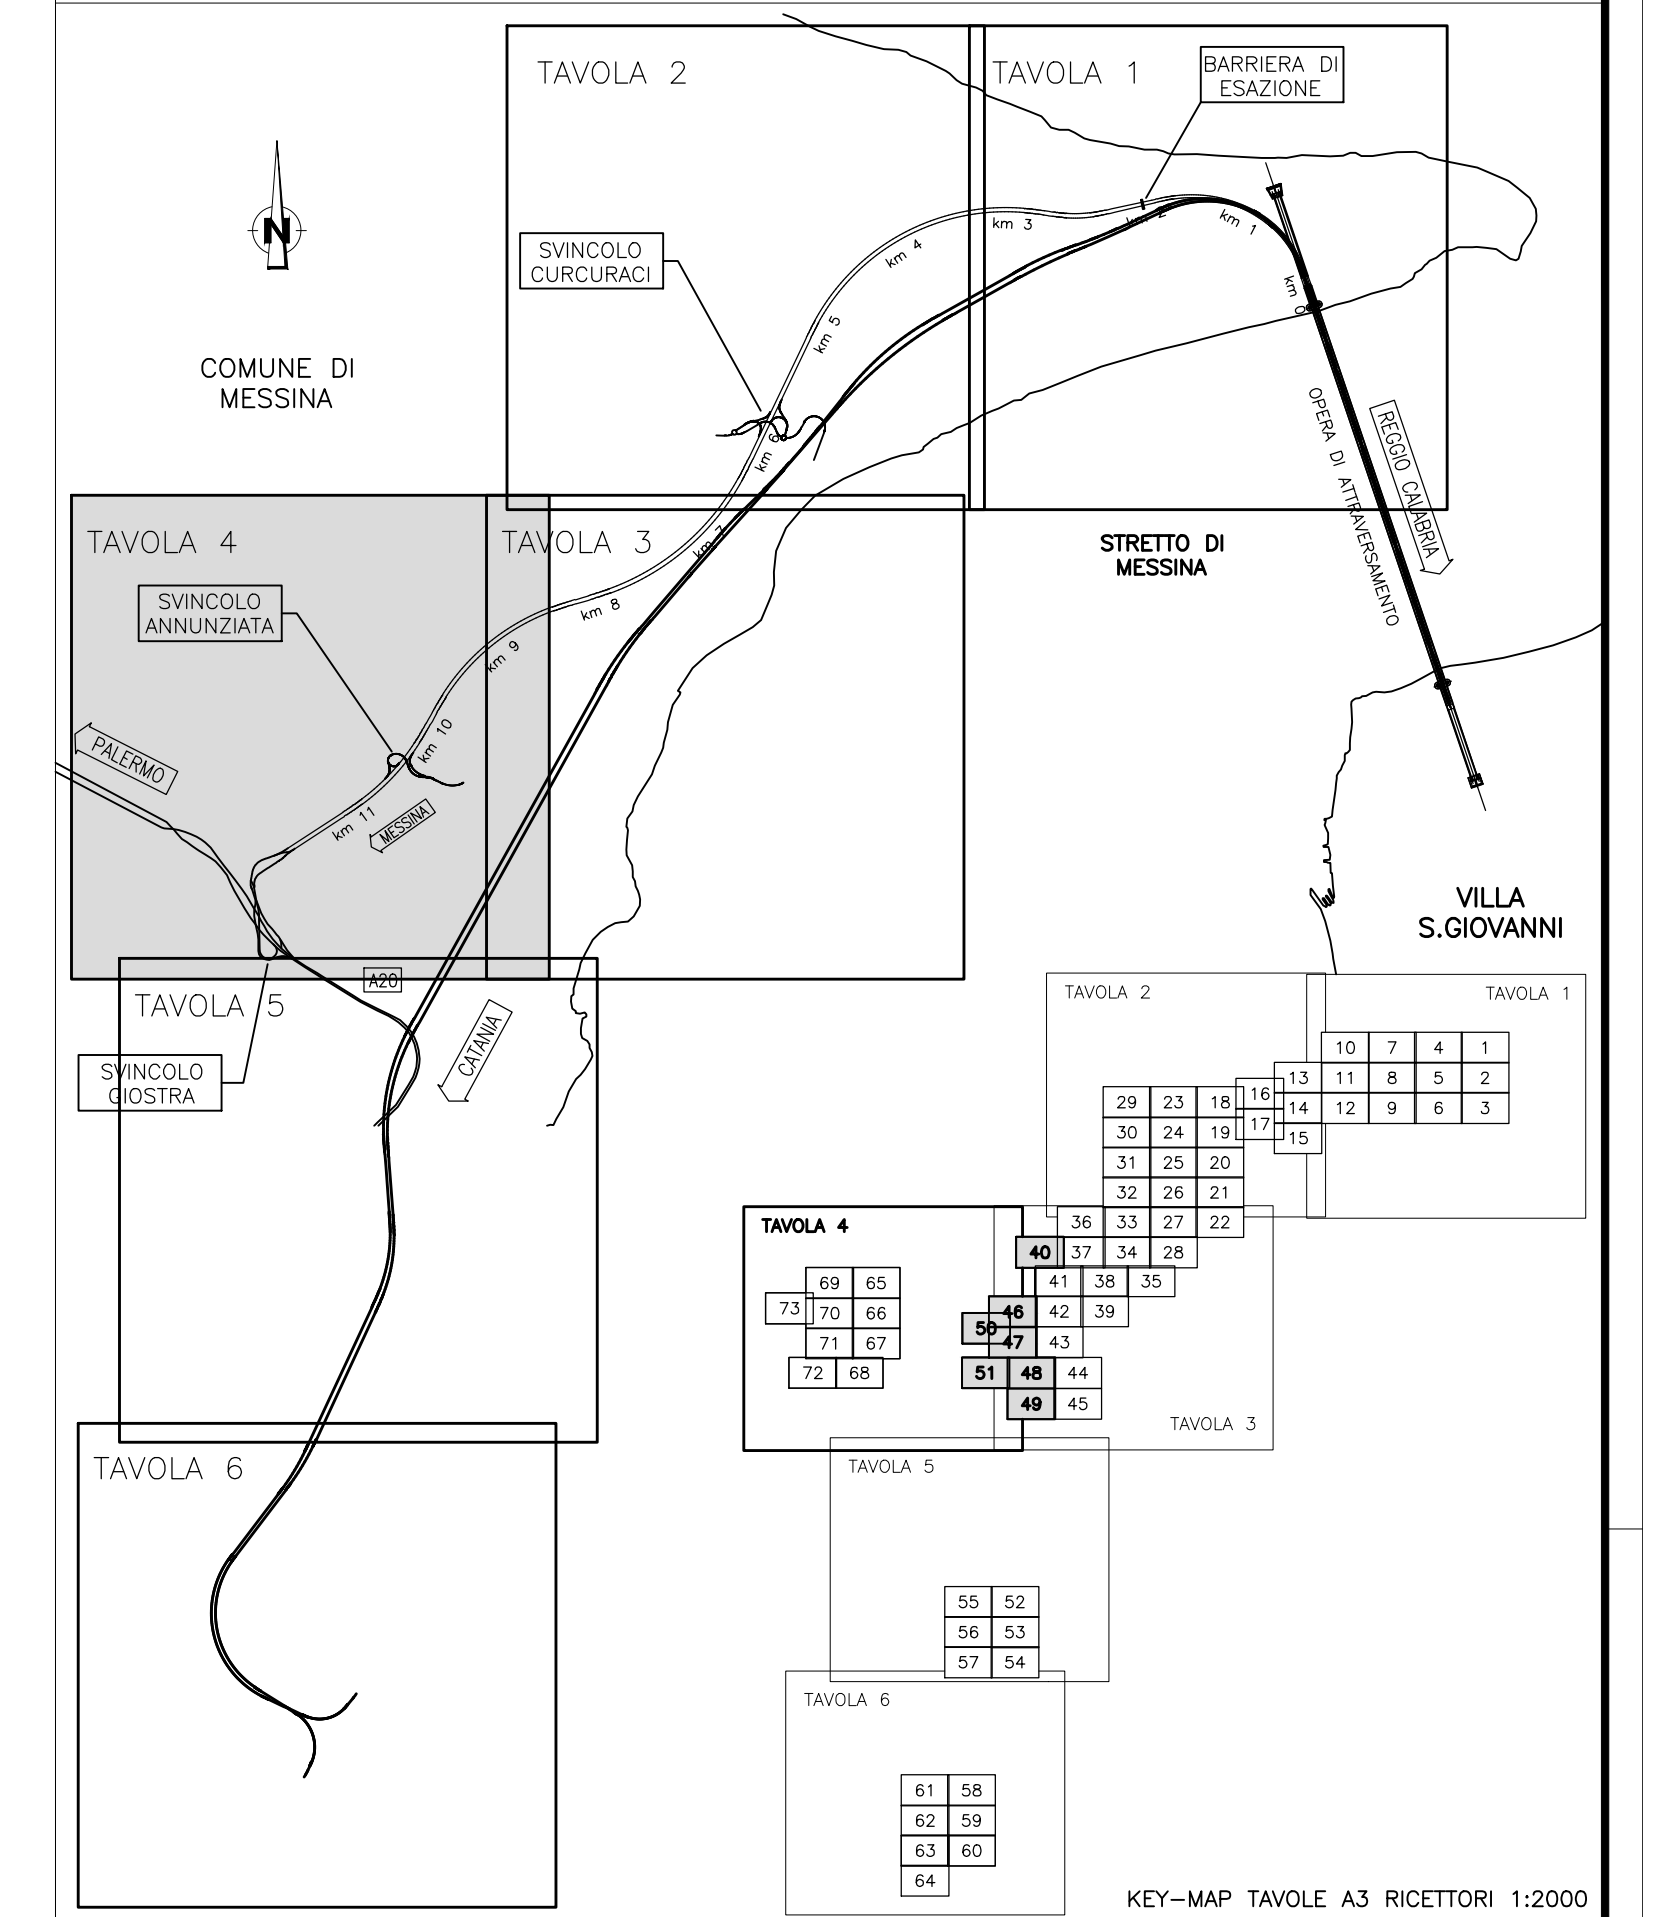 TAVOLA 2
TAVOLA 1
BARRIERA DI
ESAZIONE
N
SVINCOLO
CURCURACI
km 0
km 1
km 2
km 3
km 4
km 5
km 6
km 7
km 8
km 9
km 10
km 11
COMUNE DI
MESSINA
OPERA DI ATTRAVERSAMENTO
REGGIO CALABRIA
STRETTO DI
MESSINA
TAVOLA 4
TAVOLA 3
SVINCOLO
ANNUNZIATA
PALERMO
MESSINA
VILLA
S.GIOVANNI
A20
TAVOLA 5
CATANIA
SVINCOLO
GIOSTRA
TAVOLA 6
TAVOLA 2
TAVOLA 1
10 7 4 1
13 11 8 5 2
16
14 12 9 6 3
17
15
29 23 18
30 24 19
31 25 20
32 26 21
36 33 27 22
40 37 34 28
TAVOLA 4
41 38 35
69 65
73
70 66
71 67
72 68
46 42 39
50
47 43
51 48 44
49 45
TAVOLA 3
TAVOLA 5
55 52
56 53
57 54
TAVOLA 6
61 58
62 59
63 60
64
KEY-MAP TAVOLE A3 RICETTORI 1:2000